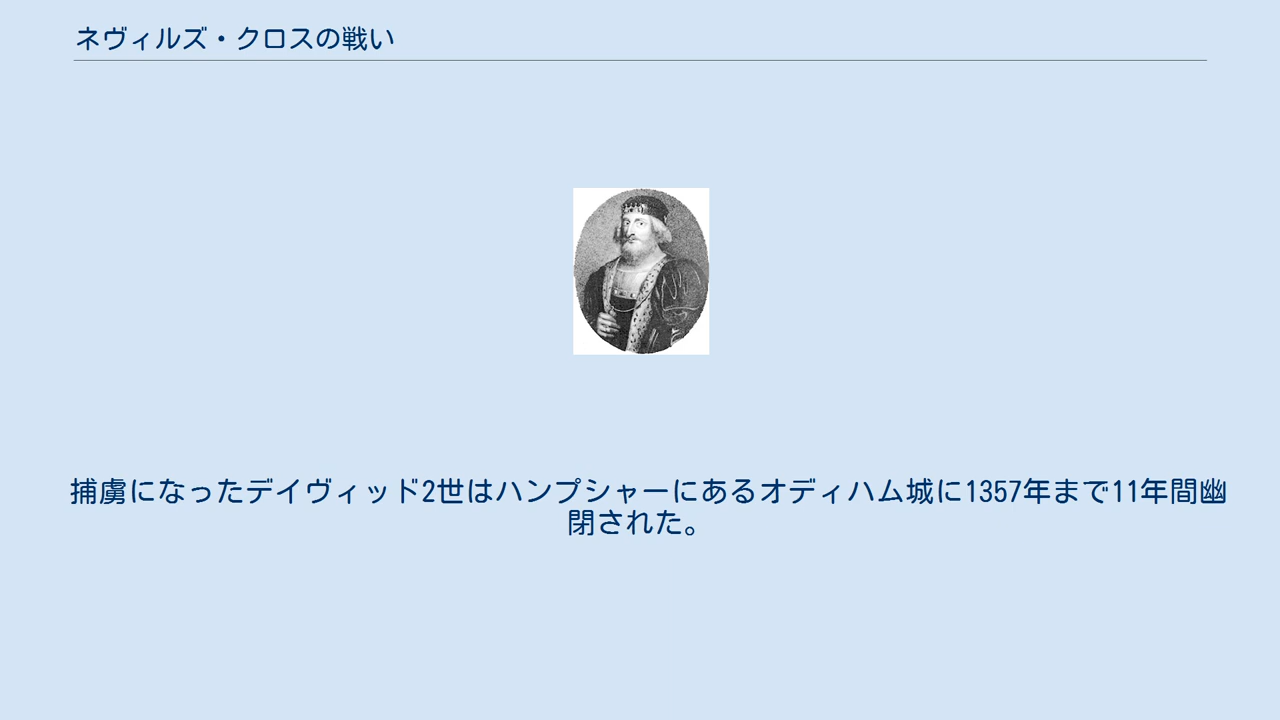 ネヴィルズ・クロスの戦い
捕虜になったデイヴィッド2世はハンプシャーにあるオディハム城に1357年まで11年間幽
閉された。